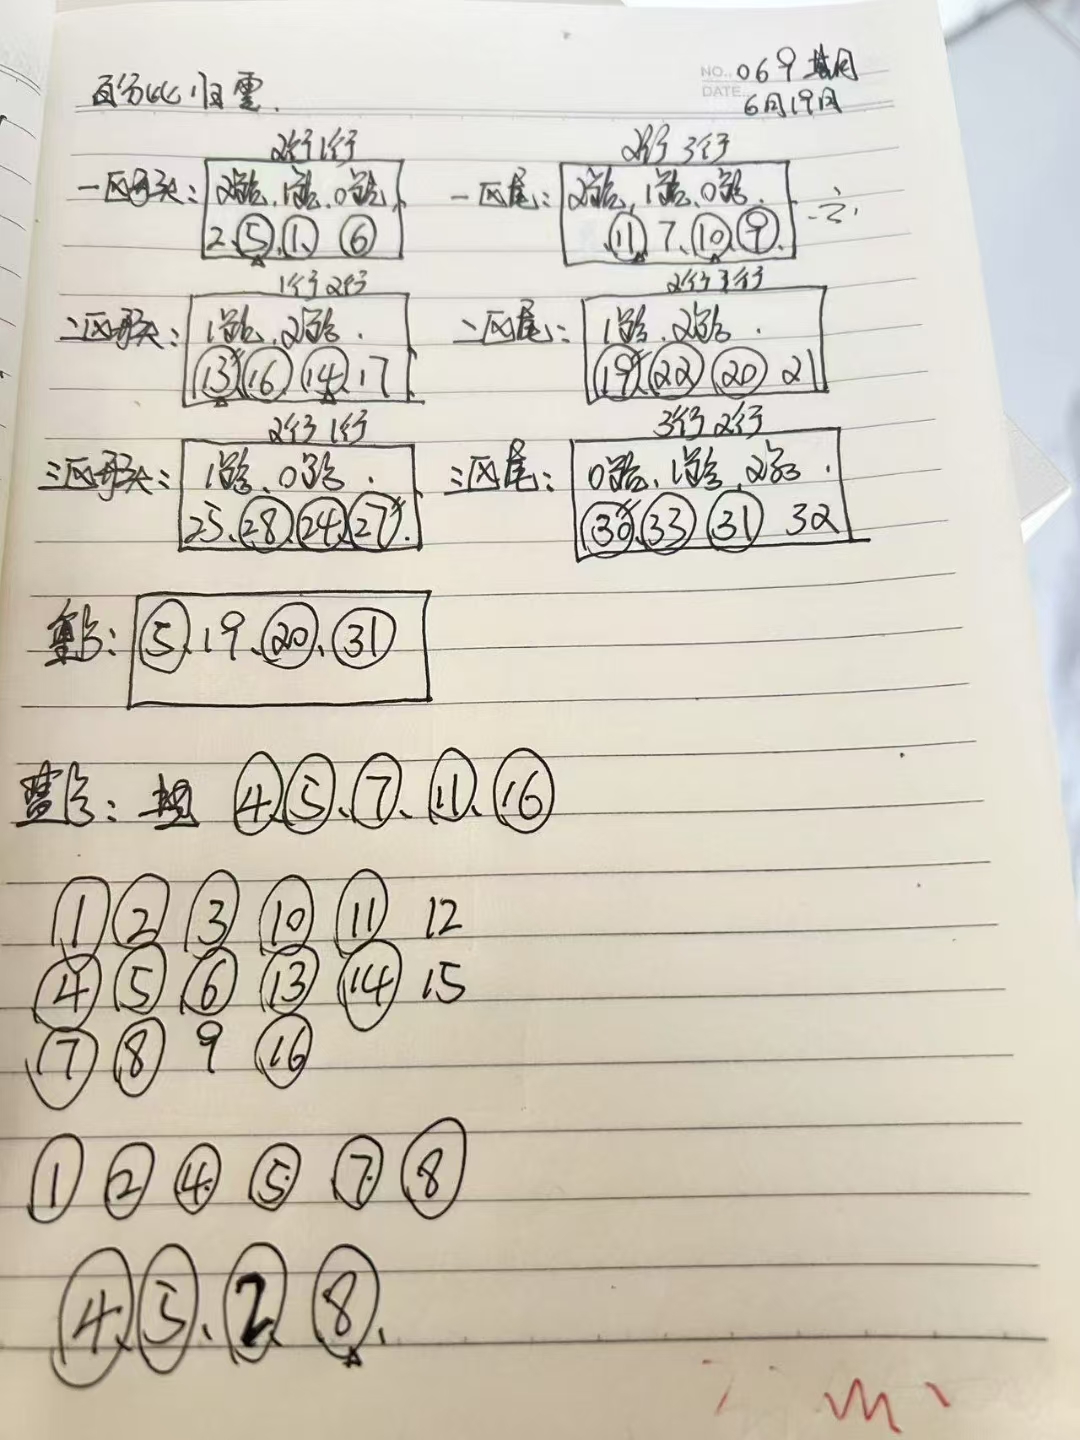 NO. 069 期
百分比归零.
DATE 6月19日
2行1行 2行3行
一区头: 2路.1路.0路. 一区尾: 2路,1路.0路.
2.5.1. 6 .11. 7.10.9.
1行2行 2行1行
二区头: 1路.2路. 二区尾: 1路.2路.
13.16.14.17 19.22 20 21
2行1行 3行2行
三区头: 1路.0路. 三区尾: 0路.1路.2路.
25.28.24.27. 30.33 31 32
5.19.20.31
蓝: 4.5.7.11.16
1 2 3 10 11 12
4 5 6 13 14 15
7 8 9 16
1 2 4 5 7 8
4.5.2.8.